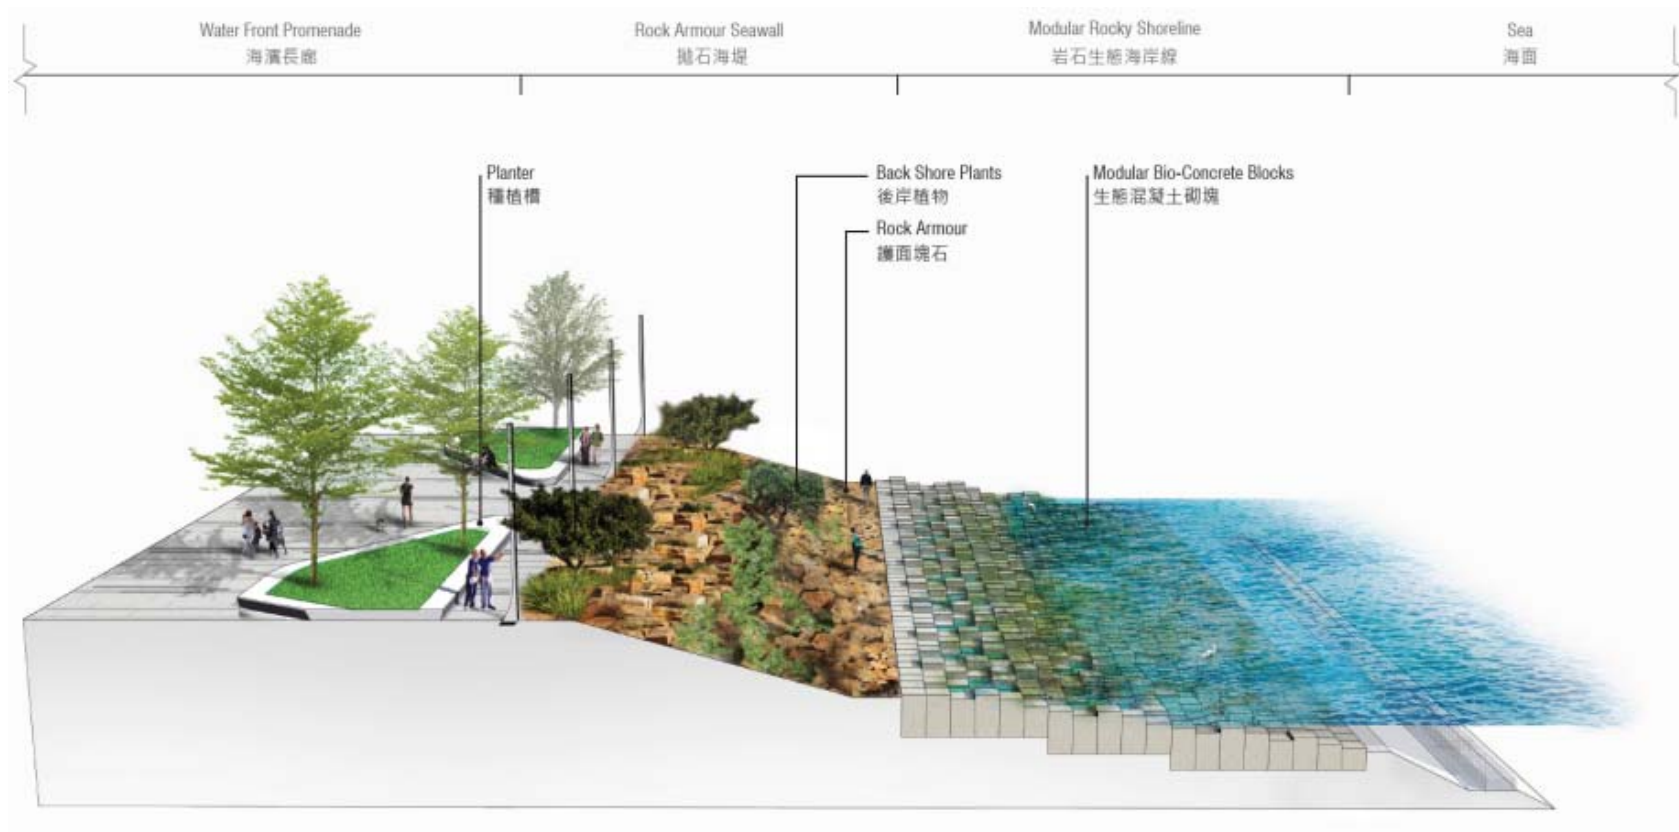 Water Front Promenade
海濱長廊
Rock Armour Seawall
拋石海堤
Modular Rocky Shoreline
岩石生態海岸線
Sea
海面
Planter
種植槽
Back Shore Plants
後岸植物
Rock Armour
護面塊石
Modular Bio-Concrete Blocks
生態混凝土砌塊